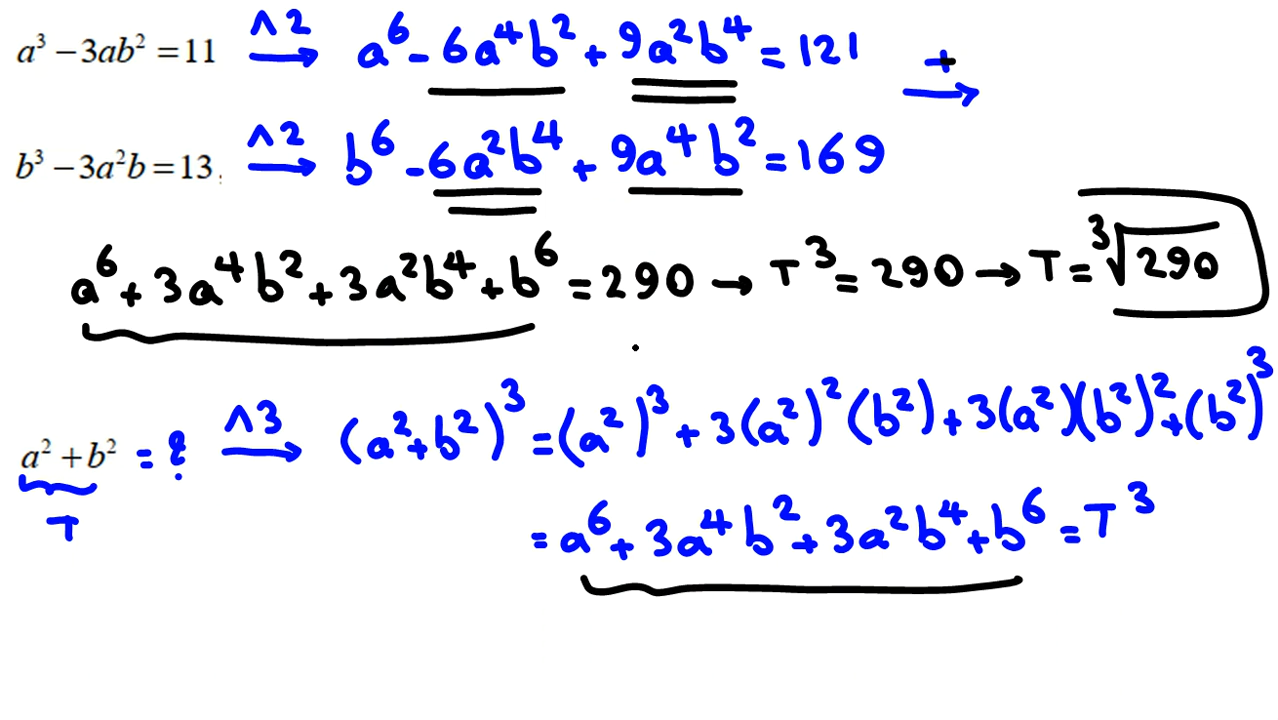 a³ − 3ab² = 11 ^2→ a⁶ - 6a⁴b² + 9a²b⁴ = 121 +→
b³ − 3a²b = 13, ^2→ b⁶ - 6a²b⁴ + 9a⁴b² = 169
a⁶ + 3a⁴b² + 3a²b⁴ + b⁶ = 290 → T³ = 290 → T = ³√290
a² + b² = ? ^3→ (a²+b²)³ = (a²)³ + 3(a²)²(b²) + 3(a²)(b²)² + (b²)³
T
= a⁶ + 3a⁴b² + 3a²b⁴ + b⁶ = T³